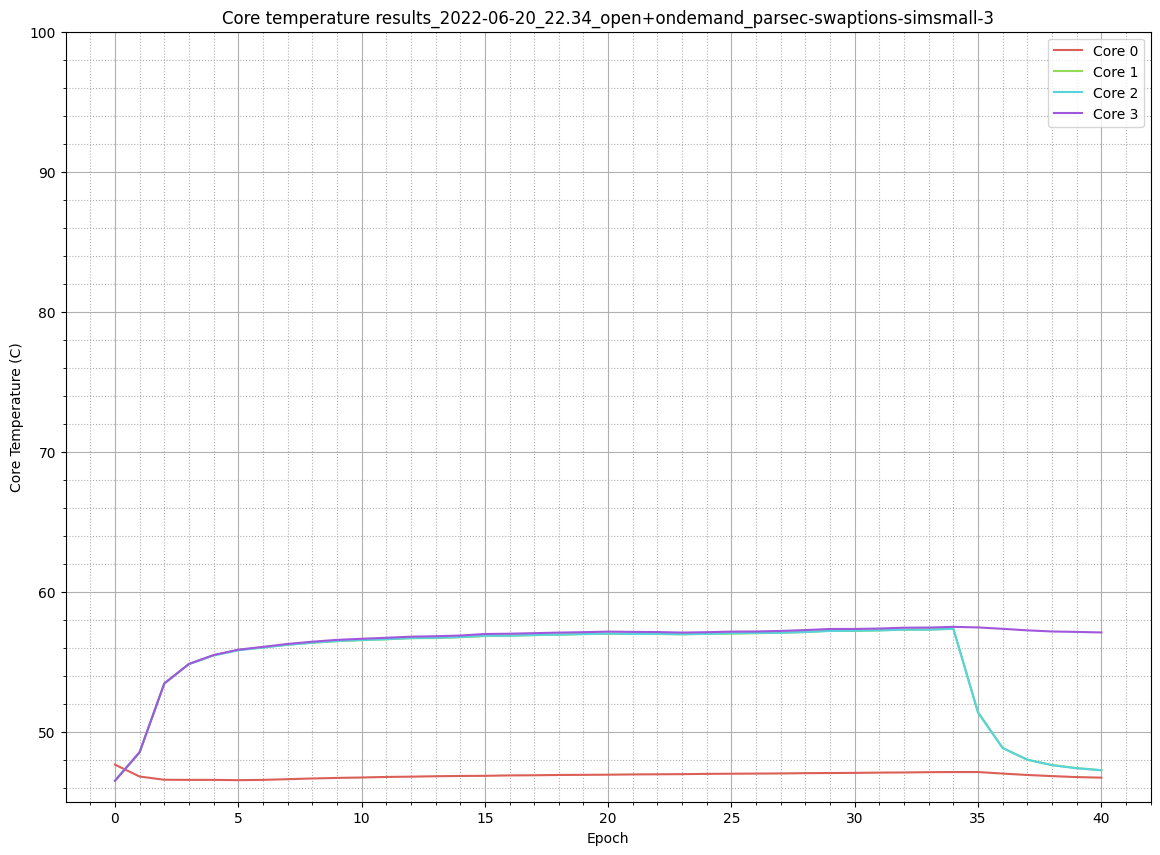 Core temperature results_2022-06-20_22.34_open+ondemand_parsec-swaptions-simsmall-3
Core 0
Core 1
Core 2
Core 3
Core Temperature (C)
100
90
80
70
60
50
0 5 10 15 20 25 30 35 40
Epoch